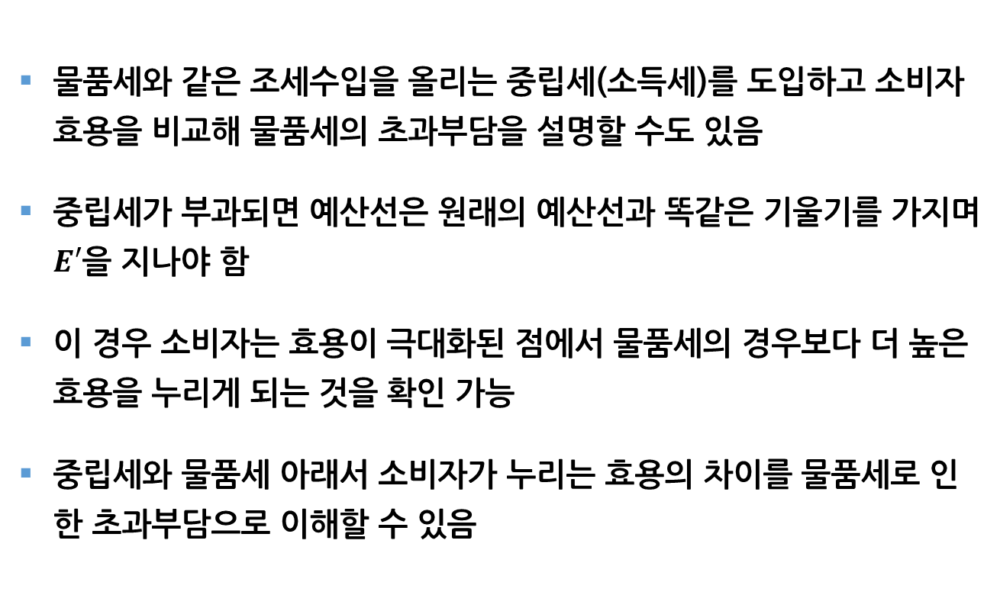 ▪ 물품세와 같은 조세수입을 올리는 중립세(소득세)를 도입하고 소비자
효용을 비교해 물품세의 초과부담을 설명할 수도 있음
▪ 중립세가 부과되면 예산선은 원래의 예산선과 똑같은 기울기를 가지며
E′을 지나야 함
▪ 이 경우 소비자는 효용이 극대화된 점에서 물품세의 경우보다 더 높은
효용을 누리게 되는 것을 확인 가능
▪ 중립세와 물품세 아래서 소비자가 누리는 효용의 차이를 물품세로 인
한 초과부담으로 이해할 수 있음